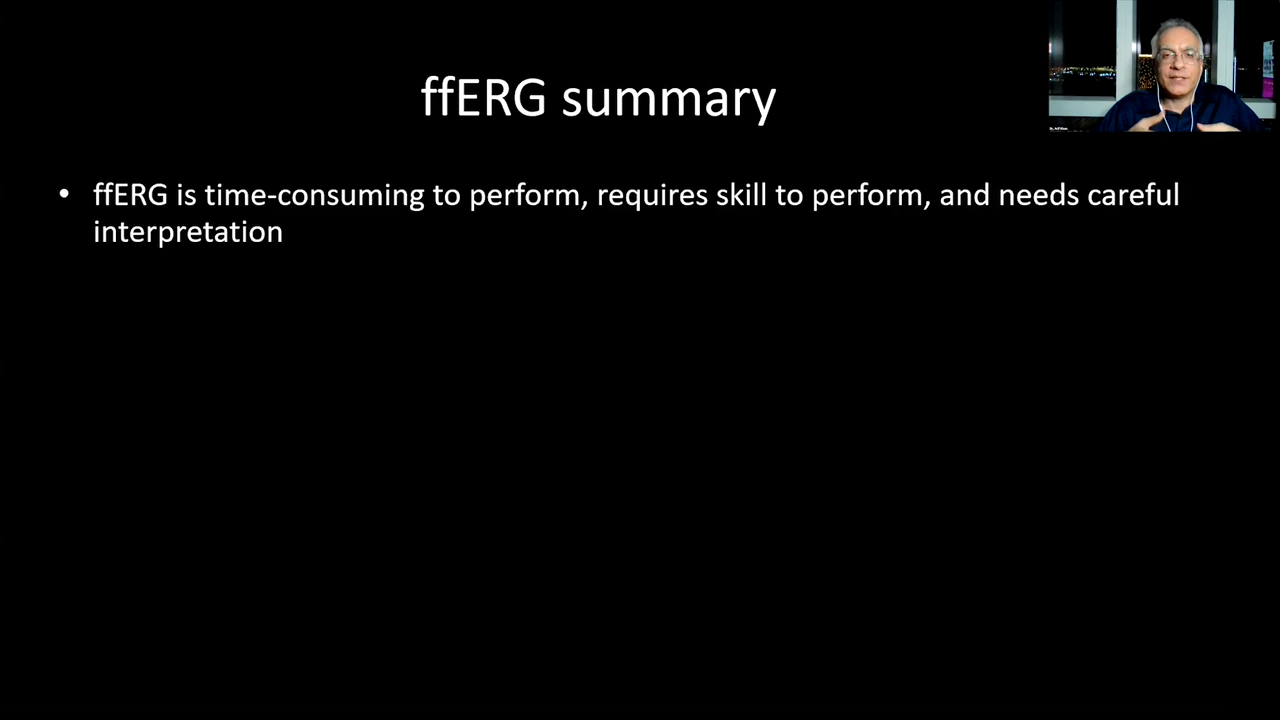 ffERG summary
• ffERG is time-consuming to perform, requires skill to perform, and needs careful
interpretation